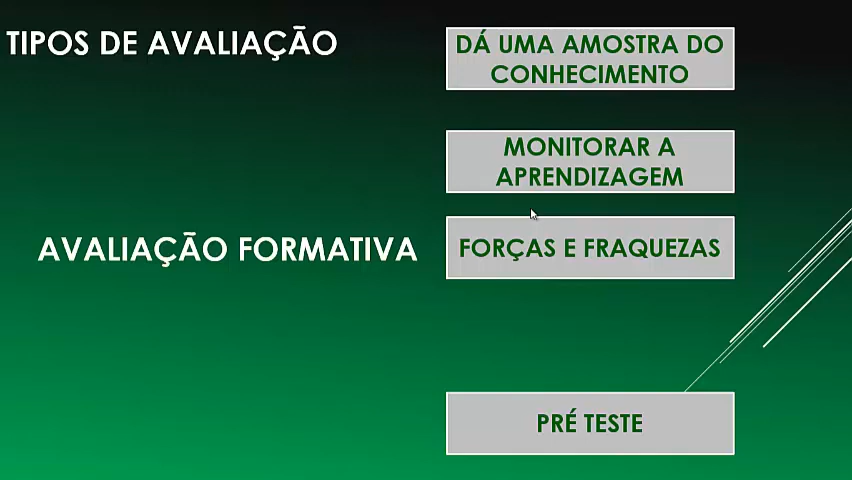 TIPOS DE AVALIAÇÃO
DÁ UMA AMOSTRA DO
CONHECIMENTO
MONITORAR A
APRENDIZAGEM
AVALIAÇÃO FORMATIVA
FORÇAS E FRAQUEZAS
PRÉ TESTE